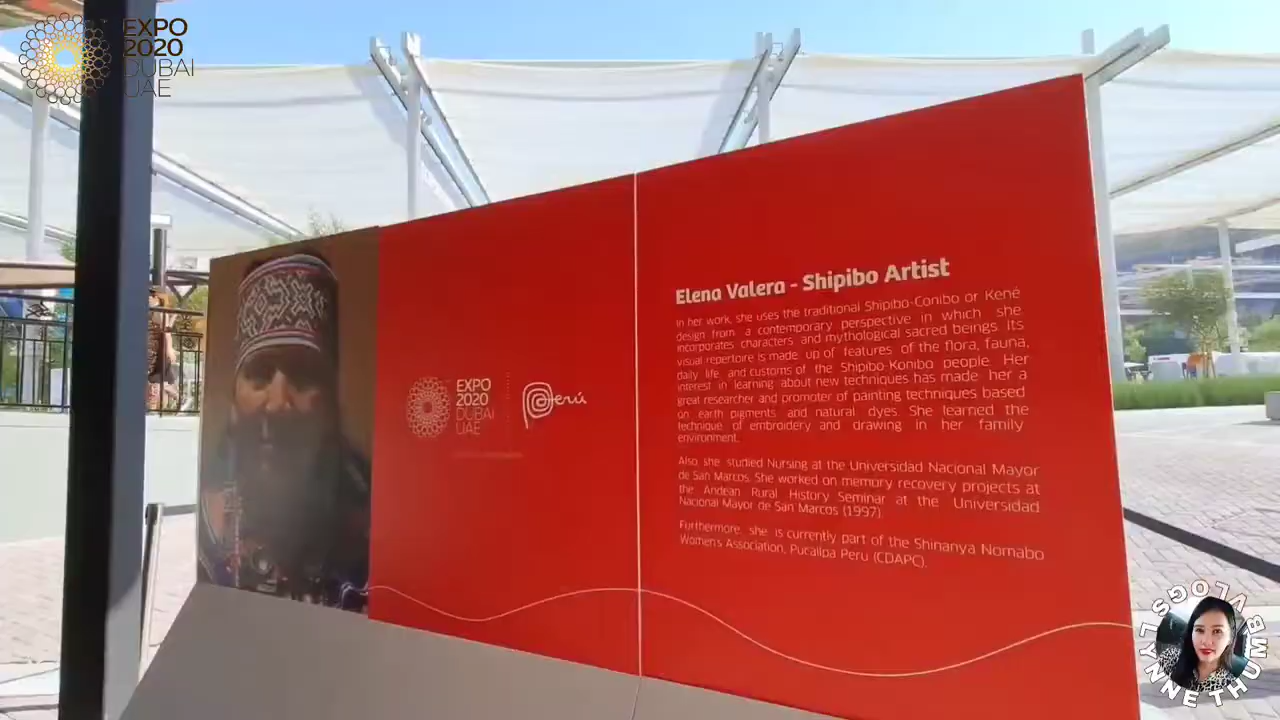 EXPO
2020
DUBAI
UAE
EXPO
2020
DUBAI
UAE
Perú
Elena Valera - Shipibo Artist
In her work, she uses the traditional Shipibo-Conibo or Kené
design from a contemporary perspective in which she
incorporates characters and mythological sacred beings. Its
visual repertoire is made up of features of the flora, fauna,
daily life, and customs of the Shipibo Konibo people. Her
interest in learning about new techniques has made her a
great researcher and promoter of painting techniques based
on earth pigments and natural dyes. She learned the
technique of embroidery and drawing in her family
environment.
Also, she studied Nursing at the Universidad Nacional Mayor
de San Marcos. She worked on memory recovery projects at
the Andean Rural History Seminar at the Universidad
Nacional Mayor de San Marcos (1997).
Furthermore, she is currently part of the Shinanya Nomabo
Women's Association, Pucallpa Peru (CDAPC).
LYNNE THUMB VLOGS